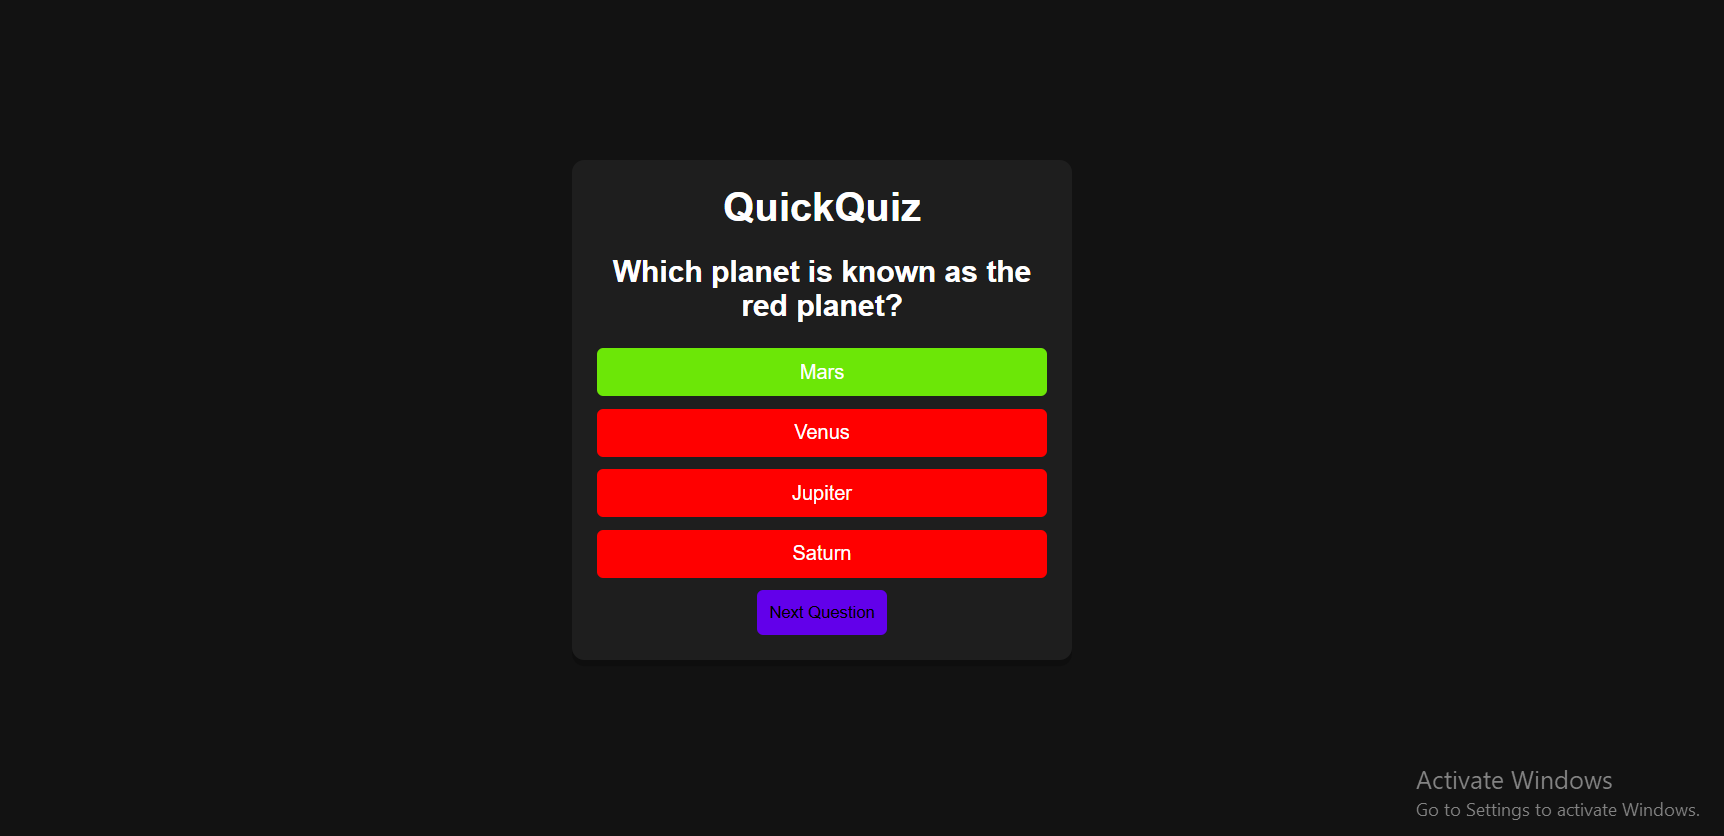 QuickQuiz
Which planet is known as the
red planet?
Mars
Venus
Jupiter
Saturn
Next Question
Activate Windows
Go to Settings to activate Windows.